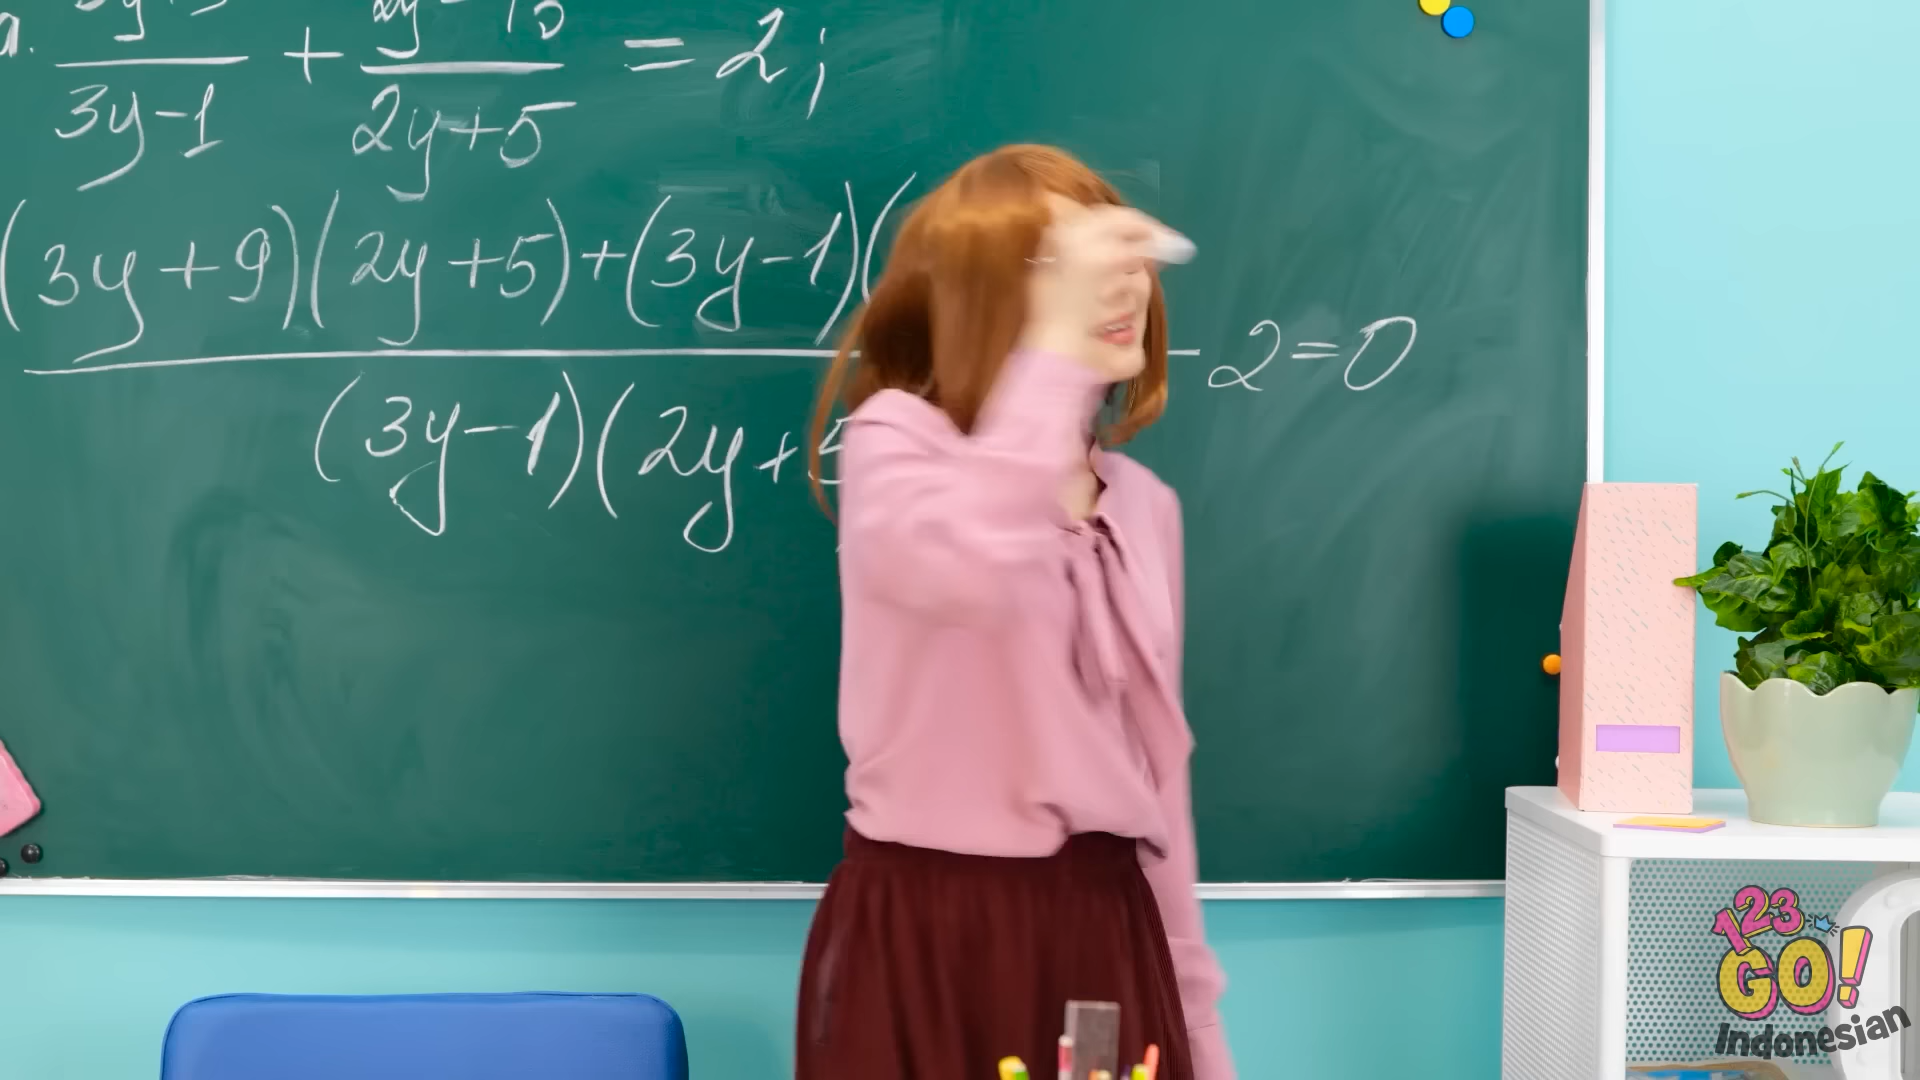 3y-1 + 2y+5 = 2;
(3y+9)(2y+5)+(3y-1)(
- 2=0
(3y-1)(2y+5
123
GO!
Indonesian